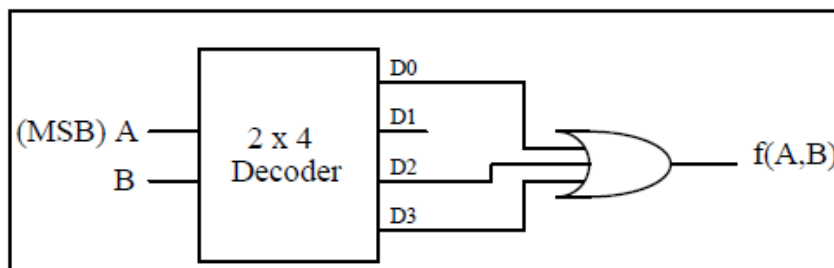 D0
(MSB) A
D1
2 x 4
Decoder
f(A,B)
B
D2
D3